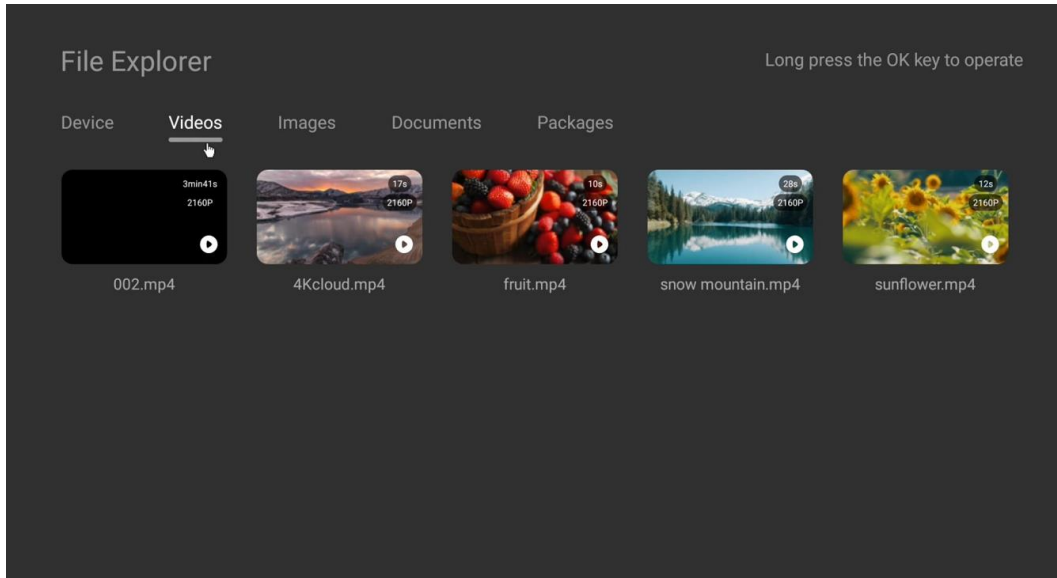 File Explorer
Long press the OK key to operate
Device Videos Images Documents Packages
3min41s 17s 10s 28s 12s
2160P 2160P 2160P 2160P 2160P
002.mp4 4Kcloud.mp4 fruit.mp4 snow mountain.mp4 sunflower.mp4